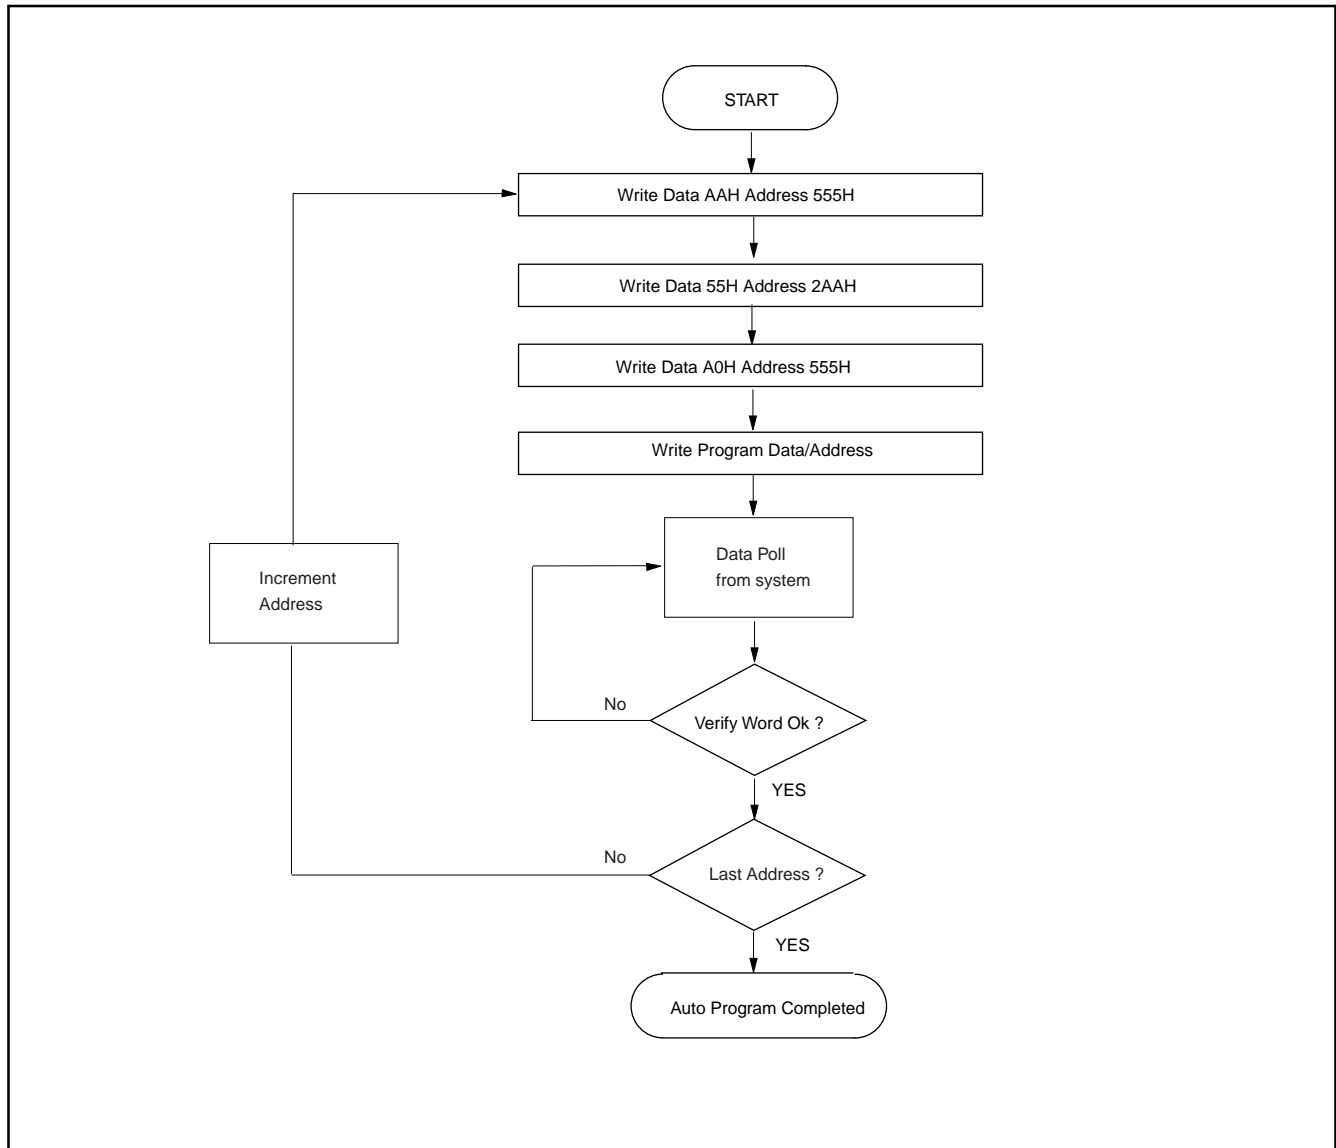 START
Write Data AAH Address 555H
Write Data 55H Address 2AAH
Write Data A0H Address 555H
Write Program Data/Address
Data Poll
from system
Increment
Address
No
Verify Word Ok ?
YES
No
Last Address ?
YES
Auto Program Completed